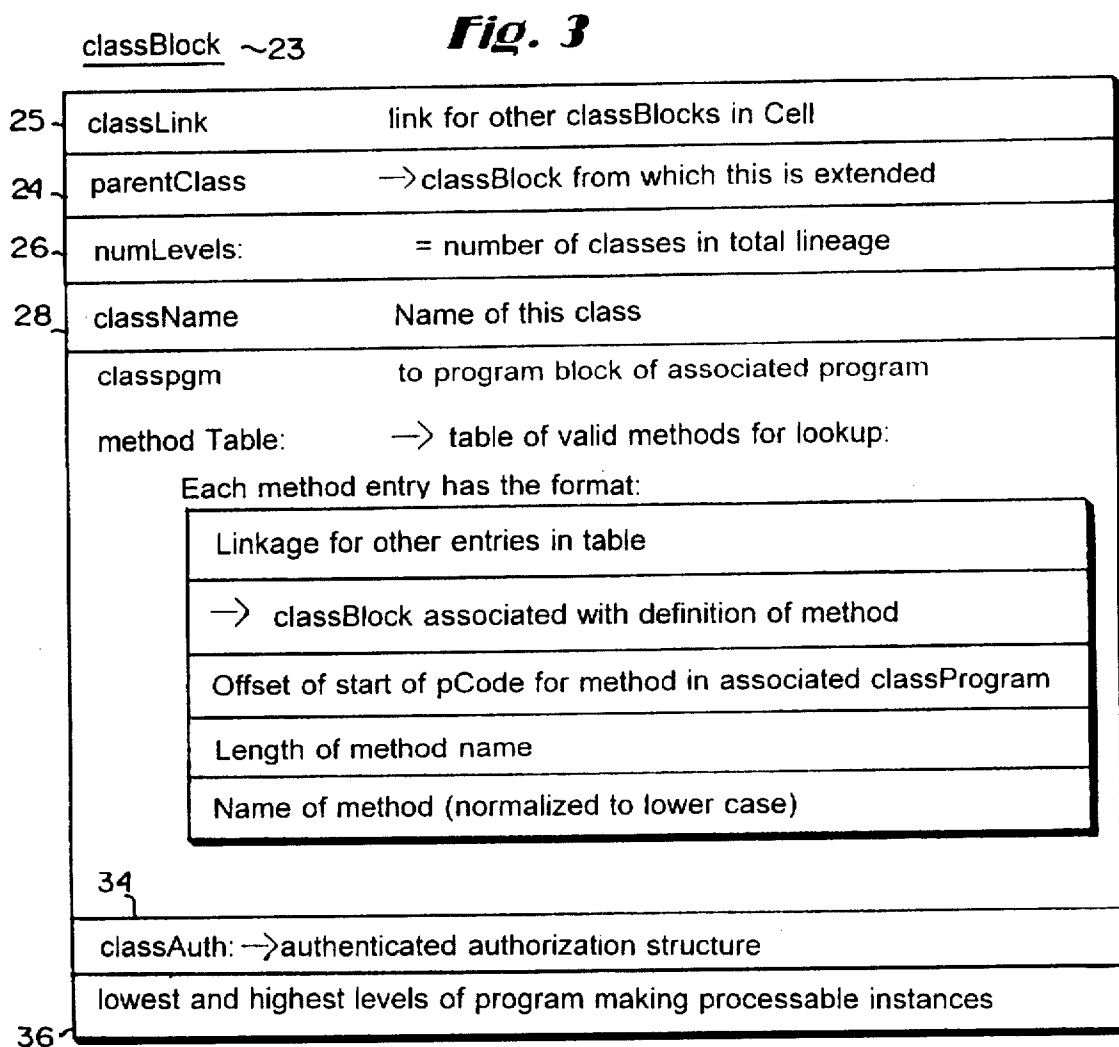 classBlock ~23 Fig. 3
25 classLink link for other classBlocks in Cell
24 parentClass → classBlock from which this is extended
26 numLevels: = number of classes in total lineage
28 className Name of this class
classpgm to program block of associated program
method Table: → table of valid methods for lookup:
Each method entry has the format:
Linkage for other entries in table
→ classBlock associated with definition of method
Offset of start of pCode for method in associated classProgram
Length of method name
Name of method (normalized to lower case)
34
classAuth: → authenticated authorization structure
lowest and highest levels of program making processable instances
36